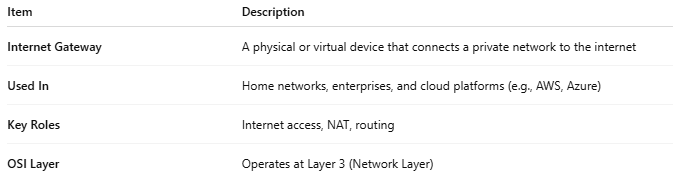 Item Description
Internet Gateway A physical or virtual device that connects a private network to the internet
Used In Home networks, enterprises, and cloud platforms (e.g., AWS, Azure)
Key Roles Internet access, NAT, routing
OSI Layer Operates at Layer 3 (Network Layer)